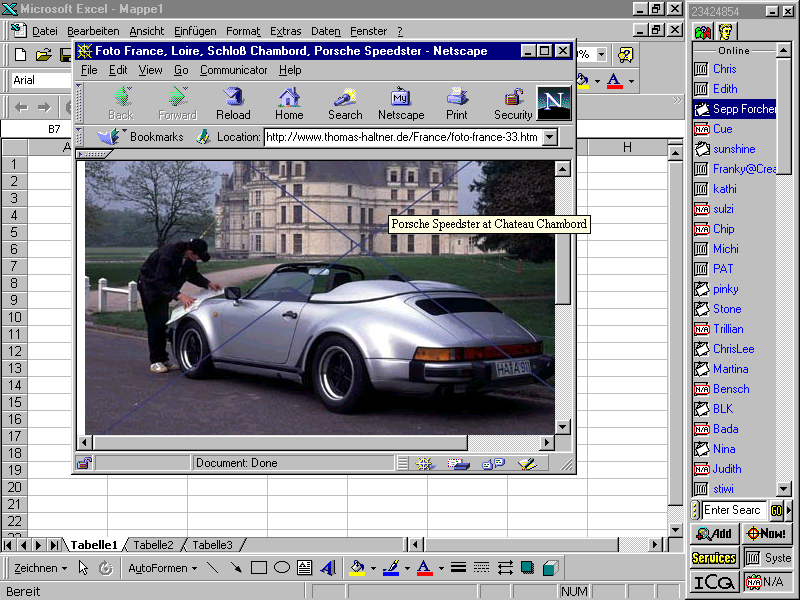 Microsoft Excel - Mappe1
Datei Bearbeiten Ansicht Einfügen Format Extras Daten Fenster ?
Arial
B7
H
1
2
3
4
5
6
7
8
9
10
11
12
13
14
15
16
17
18
19
20
21
22
Foto France, Loire, Schloß Chambord, Porsche Speedster - Netscape
File Edit View Go Communicator Help
Back Forward Reload Home Search Netscape Print Security
My
N
Bookmarks Location: http://www.thomas-haltner.de/France/foto-france-33.htm
Porsche Speedster at Chateau Chambord
HA A 911
Document: Done
Tabelle1 Tabelle2 Tabelle3
Zeichnen AutoFormen
Bereit NUM
23424854
Online
Chris
Edith
Sepp Forcher
Cue
sunshine
Franky@Crea
kathi
sulzi
Chip
Michi
PAT
pinky
Stone
Trillian
ChrisLee
Martina
Bensch
BLK
Bada
Nina
Judith
stiwi
Enter Searc GO
Add Now!
Services Syste
ICQ N/A